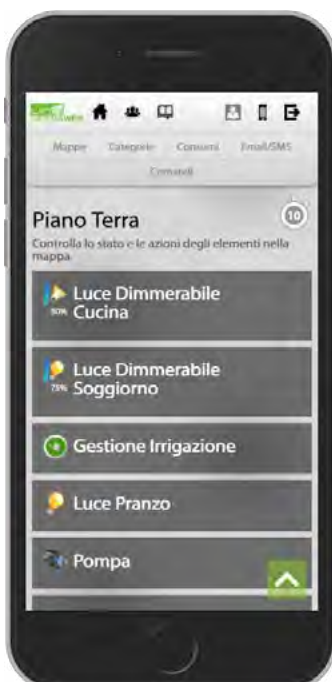 Mappe Categorie Consumi Email/SMS
Comandi
Piano Terra
10
Controlla lo stato e le azioni degli elementi nella
mappa.
Luce Dimmerabile
Cucina
Luce Dimmerabile
75% Soggiorno
Gestione Irrigazione
Luce Pranzo
Pompa